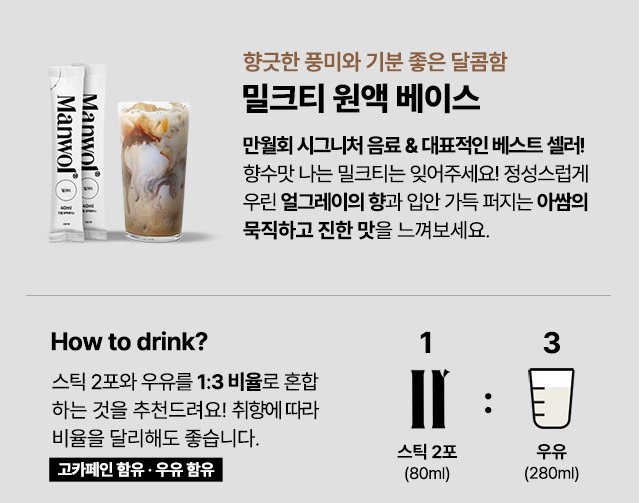 향긋한 풍미와 기분 좋은 달콤함
밀크티 원액 베이스
만월회 시그니처 음료 & 대표적인 베스트 셀러!
향수맛 나는 밀크티는 잊어주세요! 정성스럽게
우린 얼그레이의 향과 입안 가득 퍼지는 아쌈의
묵직하고 진한 맛을 느껴보세요.
Manwol®
밀크티
40ml
Manwol®
40ml
How to drink?
스틱 2포와 우유를 1:3 비율로 혼합
하는 것을 추천드려요! 취향에 따라
비율을 달리해도 좋습니다.
고카페인 함유 · 우유 함유
1 3
:
스틱 2포 우유
(80ml) (280ml)